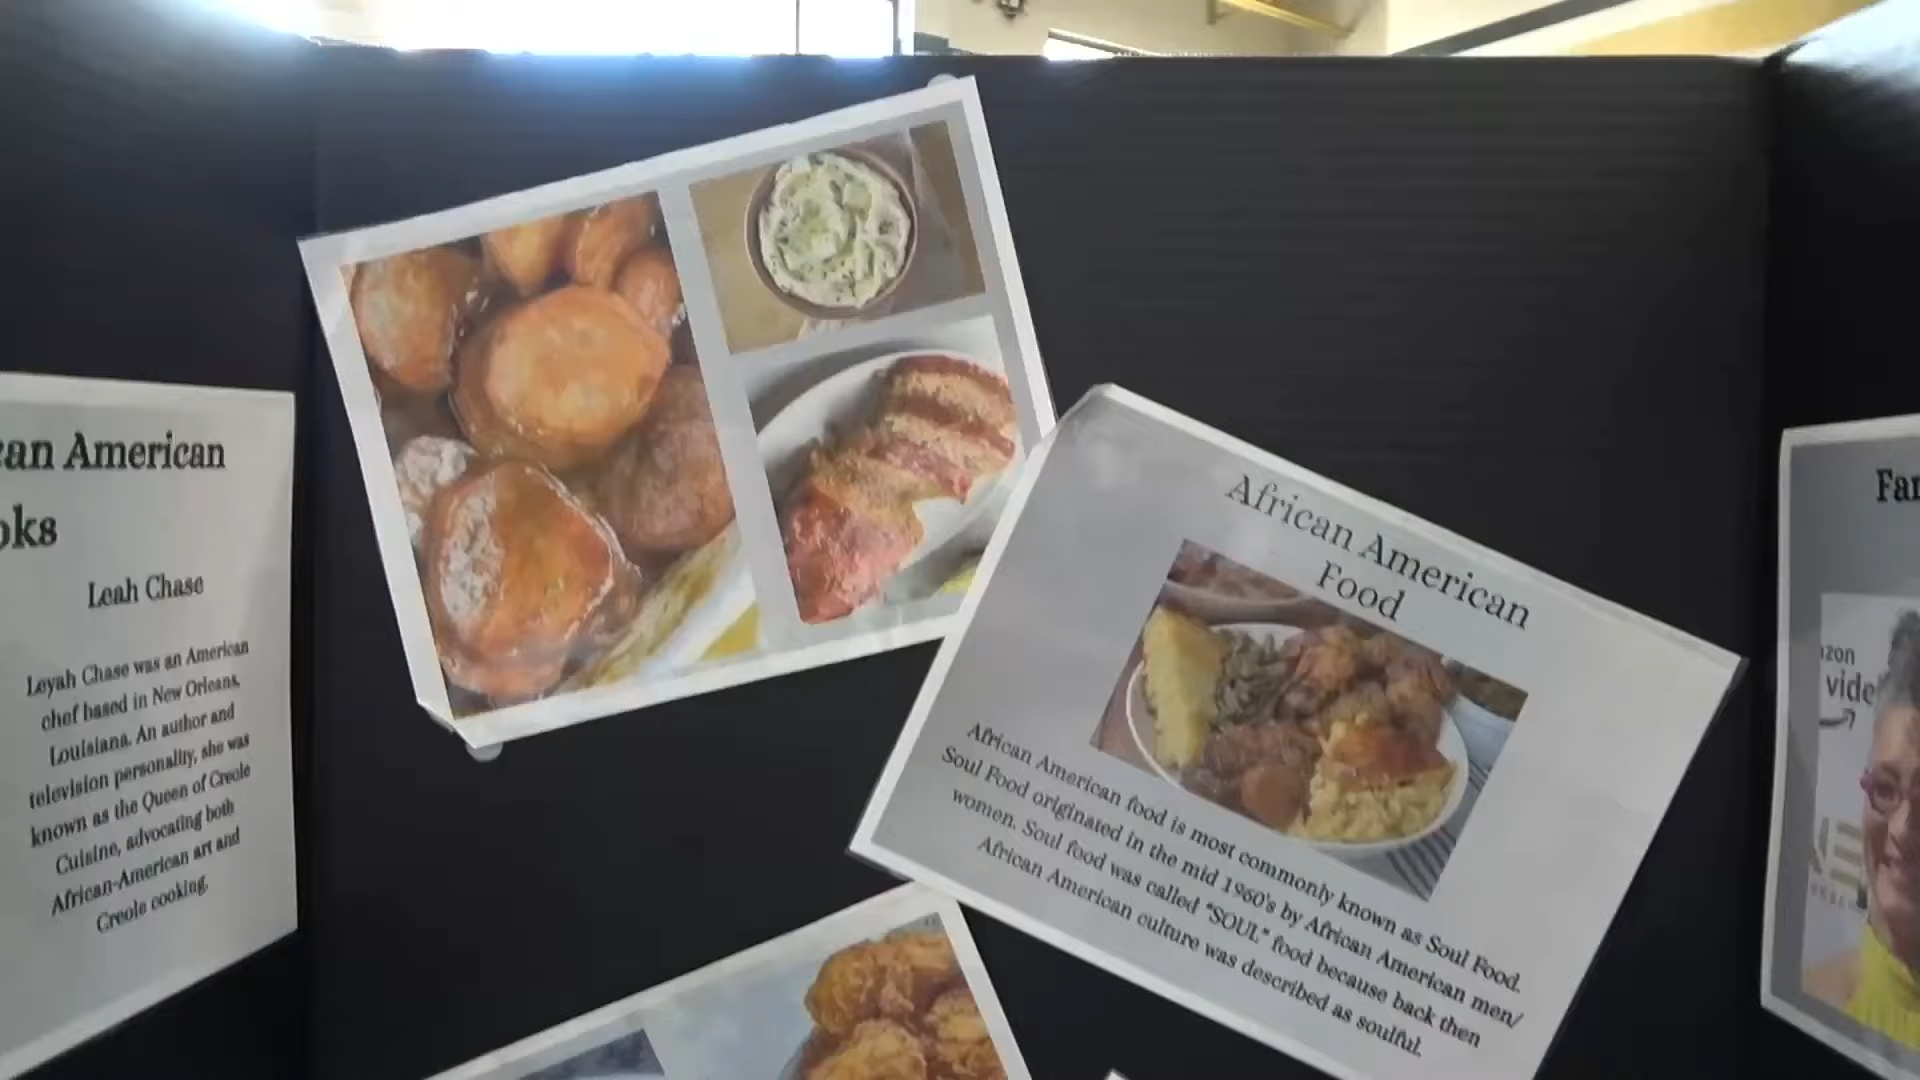 can American
oks
Leah Chase
Leyah Chase was an American
chef based in New Orleans,
Louisiana. An author and
television personality, she was
known as the Queen of Creole
Cuisine, advocating both
African-American art and
Creole cooking.
African American
Food
African American food is most commonly known as Soul Food.
Soul Food originated in the mid 1960's by African American men/
women. Soul food was called "SOUL" food because back then
African American culture was described as soulful.
Fam
zon
vide